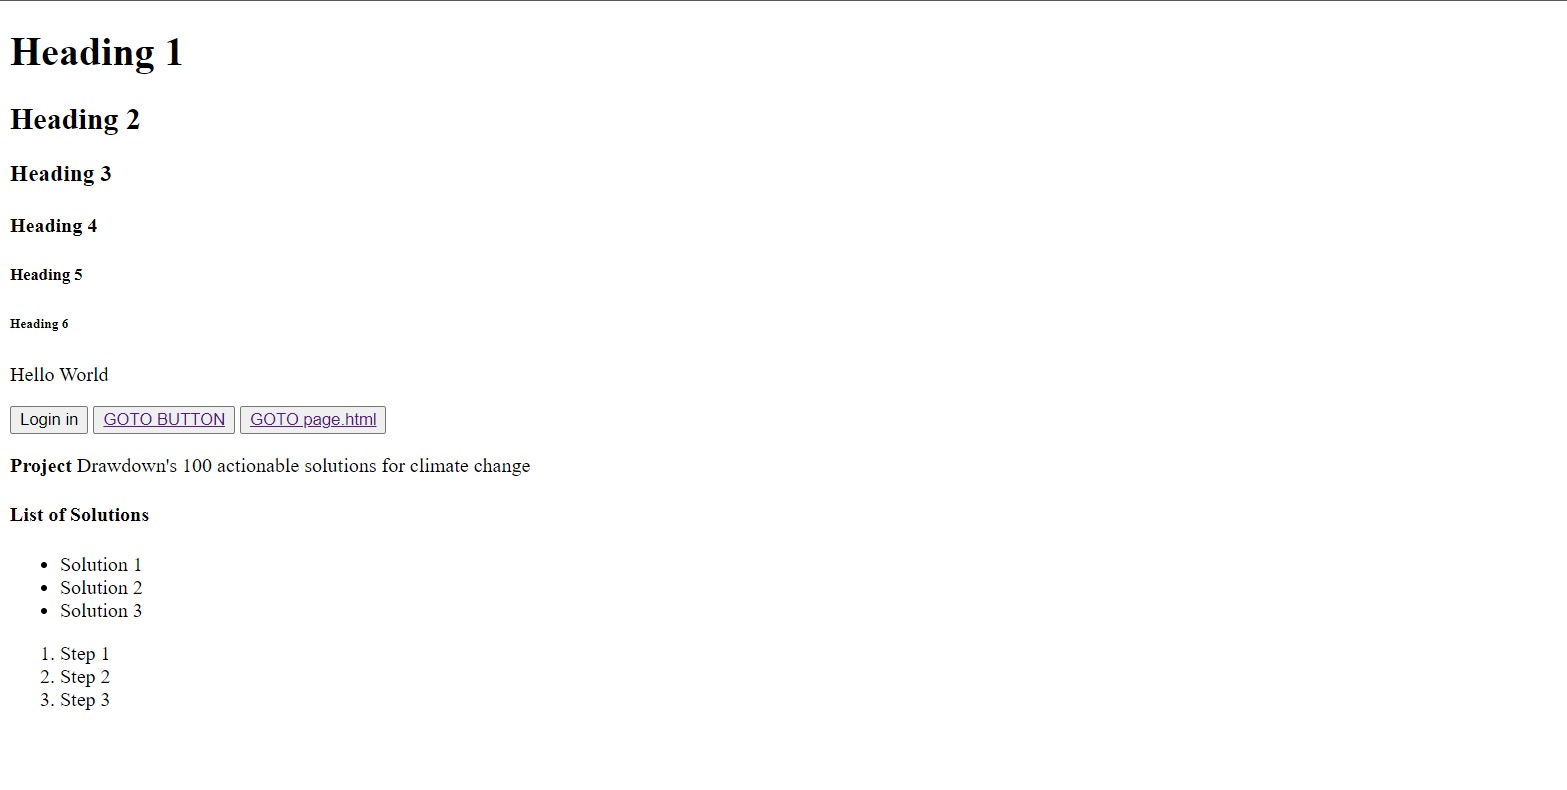 Heading 1
Heading 2
Heading 3
Heading 4
Heading 5
Heading 6
Hello World
Login in GOTO BUTTON GOTO page.html
Project Drawdown's 100 actionable solutions for climate change
List of Solutions
• Solution 1
• Solution 2
• Solution 3
1. Step 1
2. Step 2
3. Step 3